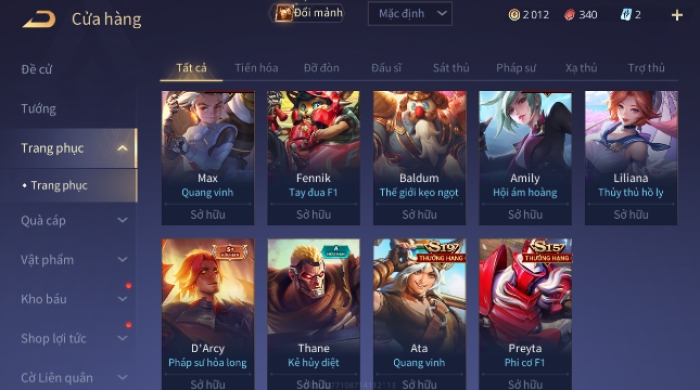 Cửa hàng
Đổi mảnh
Mặc định
2 012
340
2
Đề cử
Tướng
Trang phục
• Trang phục
Quà cáp
Vật phẩm
Kho báu
Shop lợi tức
Cờ Liên quân
Tất cả
Tiến hóa
Đỡ đòn
Đấu sĩ
Sát thủ
Pháp sư
Xạ thủ
Trợ thủ
Max
Quang vinh
Sở hữu
Fennik
Tay đua F1
Sở hữu
Baldum
Thế giới kẹo ngọt
Sở hữu
Amily
Hội ám hoàng
Sở hữu
Liliana
Thủy thủ hồ ly
Sở hữu
S+
D'Arcy
Pháp sư hỏa long
Sở hữu
A
Thane
Kẻ hủy diệt
Sở hữu
S19
THƯỞNG HẠNG
Ata
Quang vinh
Sở hữu
S15
THƯỞNG HẠNG
Preyta
Phi cơ F1
Sở hữu